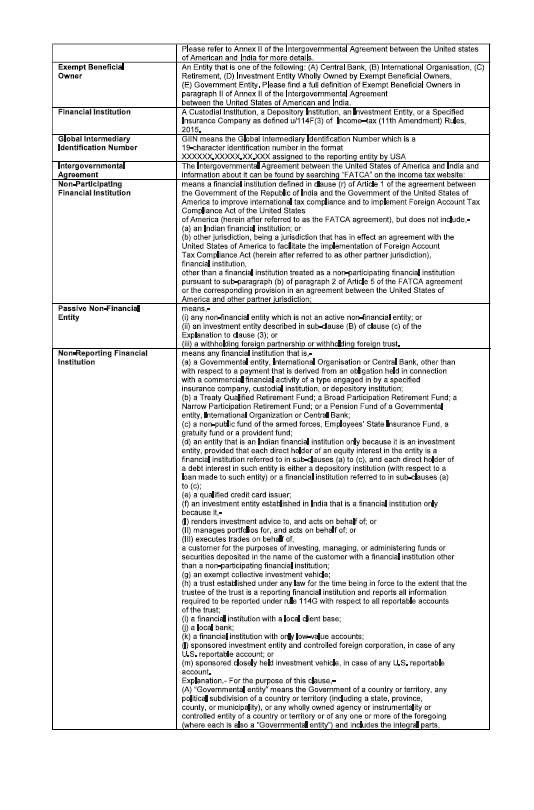 Please refer to Annex II of the Intergovernmental Agreement between the United states
of American and India for more details.
Exempt Beneficial
Owner
An Entity that is one of the following: (A) Central Bank, (B) International Organisation, (C)
Retirement, (D) Investment Entity Wholly Owned by Exempt Beneficial Owners,
(E) Government Entity. Please find a full definition of Exempt Beneficial Owners in
paragraph II of Annex II of the Intergovernmental Agreement
between the United States of American and India.
Financial Institution
A Custodial Institution, a Depository Institution, an Investment Entity, or a Specified
Insurance Company as defined u/114F(3) of Income-tax (11th Amendment) Rules,
2015.
Global Intermediary
Identification Number
GIIN means the Global Intermediary Identification Number which is a
19-character identification number in the format
XXXXXX.XXXXX.XX.XXX assigned to the reporting entity by USA
Intergovernmental
Agreement
The Intergovernmental Agreement between the United States of America and India and
information about it can be found by searching "FATCA" on the income tax website:
Non-Participating
Financial Institution
means a financial institution defined in clause (r) of Article 1 of the agreement between
the Government of the Republic of India and the Government of the United States of
America to improve international tax compliance and to implement Foreign Account Tax
Compliance Act of the United States
of America (herein after referred to as the FATCA agreement), but does not include,-
(a) an Indian financial institution; or
(b) other jurisdiction, being a jurisdiction that has in effect an agreement with the
United States of America to facilitate the implementation of Foreign Account
Tax Compliance Act (herein after referred to as other partner jurisdiction),
financial institution,
other than a financial institution treated as a non-participating financial institution
pursuant to sub-paragraph (b) of paragraph 2 of Article 5 of the FATCA agreement
or the corresponding provision in an agreement between the United States of
America and other partner jurisdiction;
Passive Non-Financial
Entity
means,-
(i) any non-financial entity which is not an active non-financial entity; or
(ii) an investment entity described in sub-clause (B) of clause (c) of the
Explanation to clause (3); or
(iii) a withholding foreign partnership or withholding foreign trust.
Non-Reporting Financial
Institution
means any financial institution that is,-
(a) a Governmental entity, International Organisation or Central Bank, other than
with respect to a payment that is derived from an obligation held in connection
with a commercial financial activity of a type engaged in by a specified
insurance company, custodial institution, or depository institution;
(b) a Treaty Qualified Retirement Fund; a Broad Participation Retirement Fund; a
Narrow Participation Retirement Fund; or a Pension Fund of a Governmental
entity, International Organization or Central Bank;
(c) a non-public fund of the armed forces, Employees' State Insurance Fund, a
gratuity fund or a provident fund;
(d) an entity that is an Indian financial institution only because it is an investment
entity, provided that each direct holder of an equity interest in the entity is a
financial institution referred to in sub-clauses (a) to (c), and each direct holder of
a debt interest in such entity is either a depository institution (with respect to a
loan made to such entity) or a financial institution referred to in sub-clauses (a)
to (c);
(e) a qualified credit card issuer;
(f) an investment entity established in India that is a financial institution only
because it,-
(I) renders investment advice to, and acts on behalf of; or
(II) manages portfolios for, and acts on behalf of; or
(III) executes trades on behalf of,
a customer for the purposes of investing, managing, or administering funds or
securities deposited in the name of the customer with a financial institution other
than a non-participating financial institution;
(g) an exempt collective investment vehicle;
(h) a trust established under any law for the time being in force to the extent that the
trustee of the trust is a reporting financial institution and reports all information
required to be reported under rule 114G with respect to all reportable accounts
of the trust;
(i) a financial institution with a local client base;
(j) a local bank;
(k) a financial institution with only low-value accounts;
(l) sponsored investment entity and controlled foreign corporation, in case of any
U.S. reportable account; or
(m) sponsored closely held investment vehicle, in case of any U.S. reportable
account.
Explanation.- For the purpose of this clause,-
(A) "Governmental entity" means the Government of a country or territory, any
political subdivision of a country or territory (including a state, province,
county, or municipality), or any wholly owned agency or instrumentality or
controlled entity of a country or territory or of any one or more of the foregoing
(where each is also a "Governmental entity") and includes the integral parts,